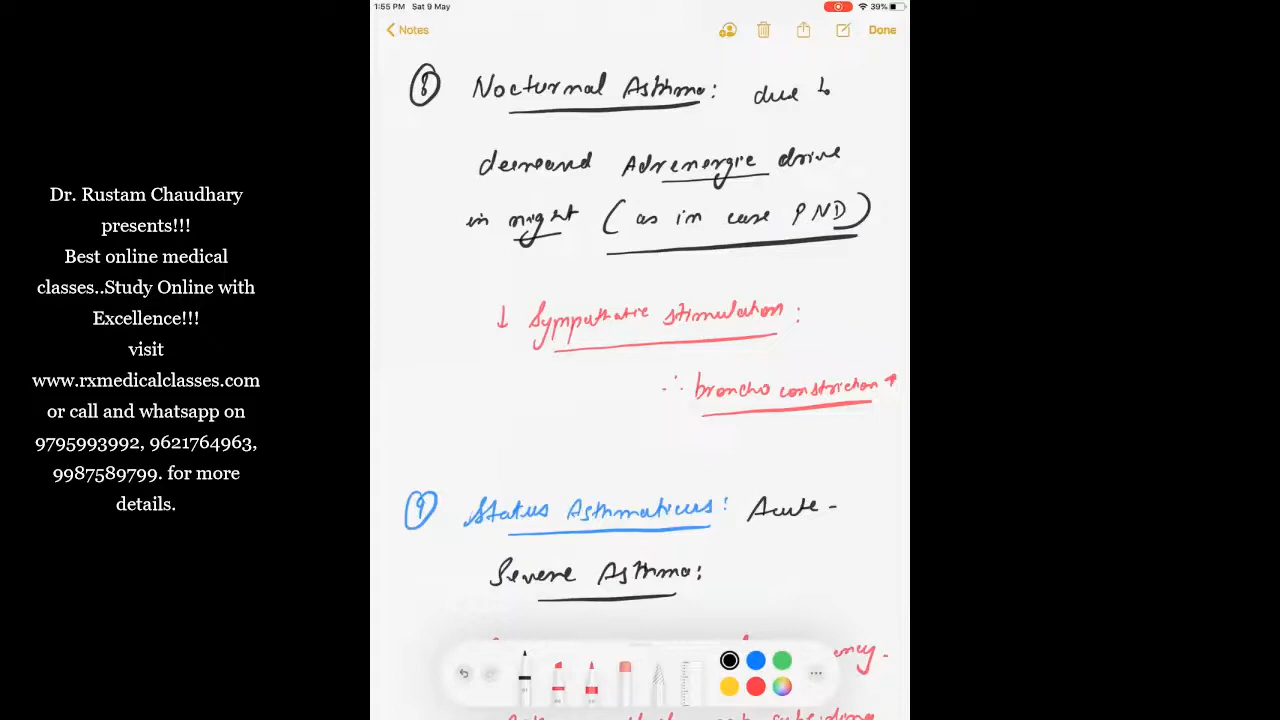 1:55 PM Sat 9 May
39%
Notes
Done
⑧ Nocturnal Asthma: due to
decreased Adrenergic drive
in night (as in case PND)
↓ Sympathatic stimulation:
∴ broncho constriction ↑
⑨ Status Asthmaticus: Acute -
Severe Asthma:
Dr. Rustam Chaudhary
presents!!!
Best online medical
classes..Study Online with
Excellence!!!
visit
www.rxmedicalclasses.com
or call and whatsapp on
9795993992, 9621764963,
9987589799. for more
details.